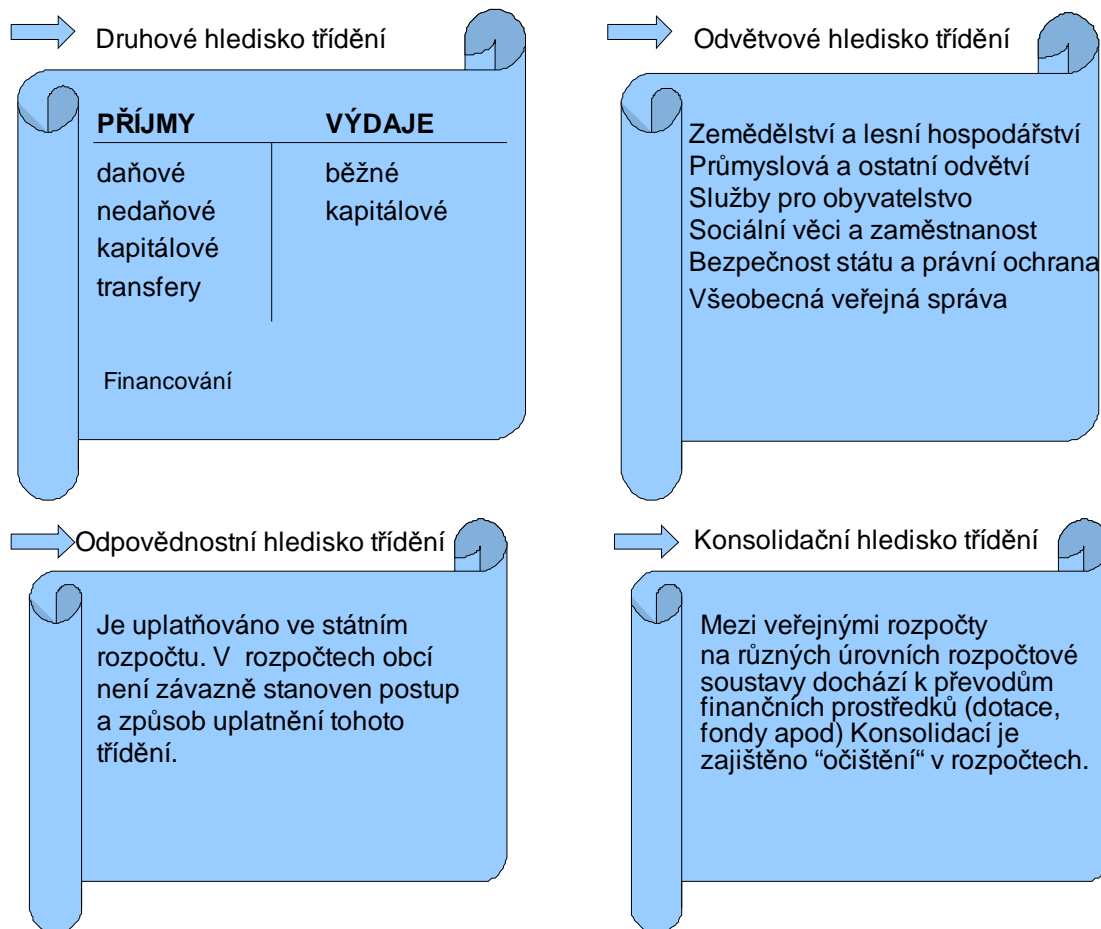 Druhové hledisko třídění
PŘÍJMY VÝDAJE
daňové běžné
nedaňové kapitálové
kapitálové
transfery
Financování
Odvětvové hledisko třídění
Zemědělství a lesní hospodářství
Průmyslová a ostatní odvětví
Služby pro obyvatelstvo
Sociální věci a zaměstnanost
Bezpečnost státu a právní ochrana
Všeobecná veřejná správa
Odpovědnostní hledisko třídění
Je uplatňováno ve státním
rozpočtu. V rozpočtech obcí
není závazně stanoven postup
a způsob uplatnění tohoto
třídění.
Konsolidační hledisko třídění
Mezi veřejnými rozpočty
na různých úrovních rozpočtové
soustavy dochází k převodům
finančních prostředků (dotace,
fondy apod) Konsolidací je
zajištěno “očištění“ v rozpočtech.